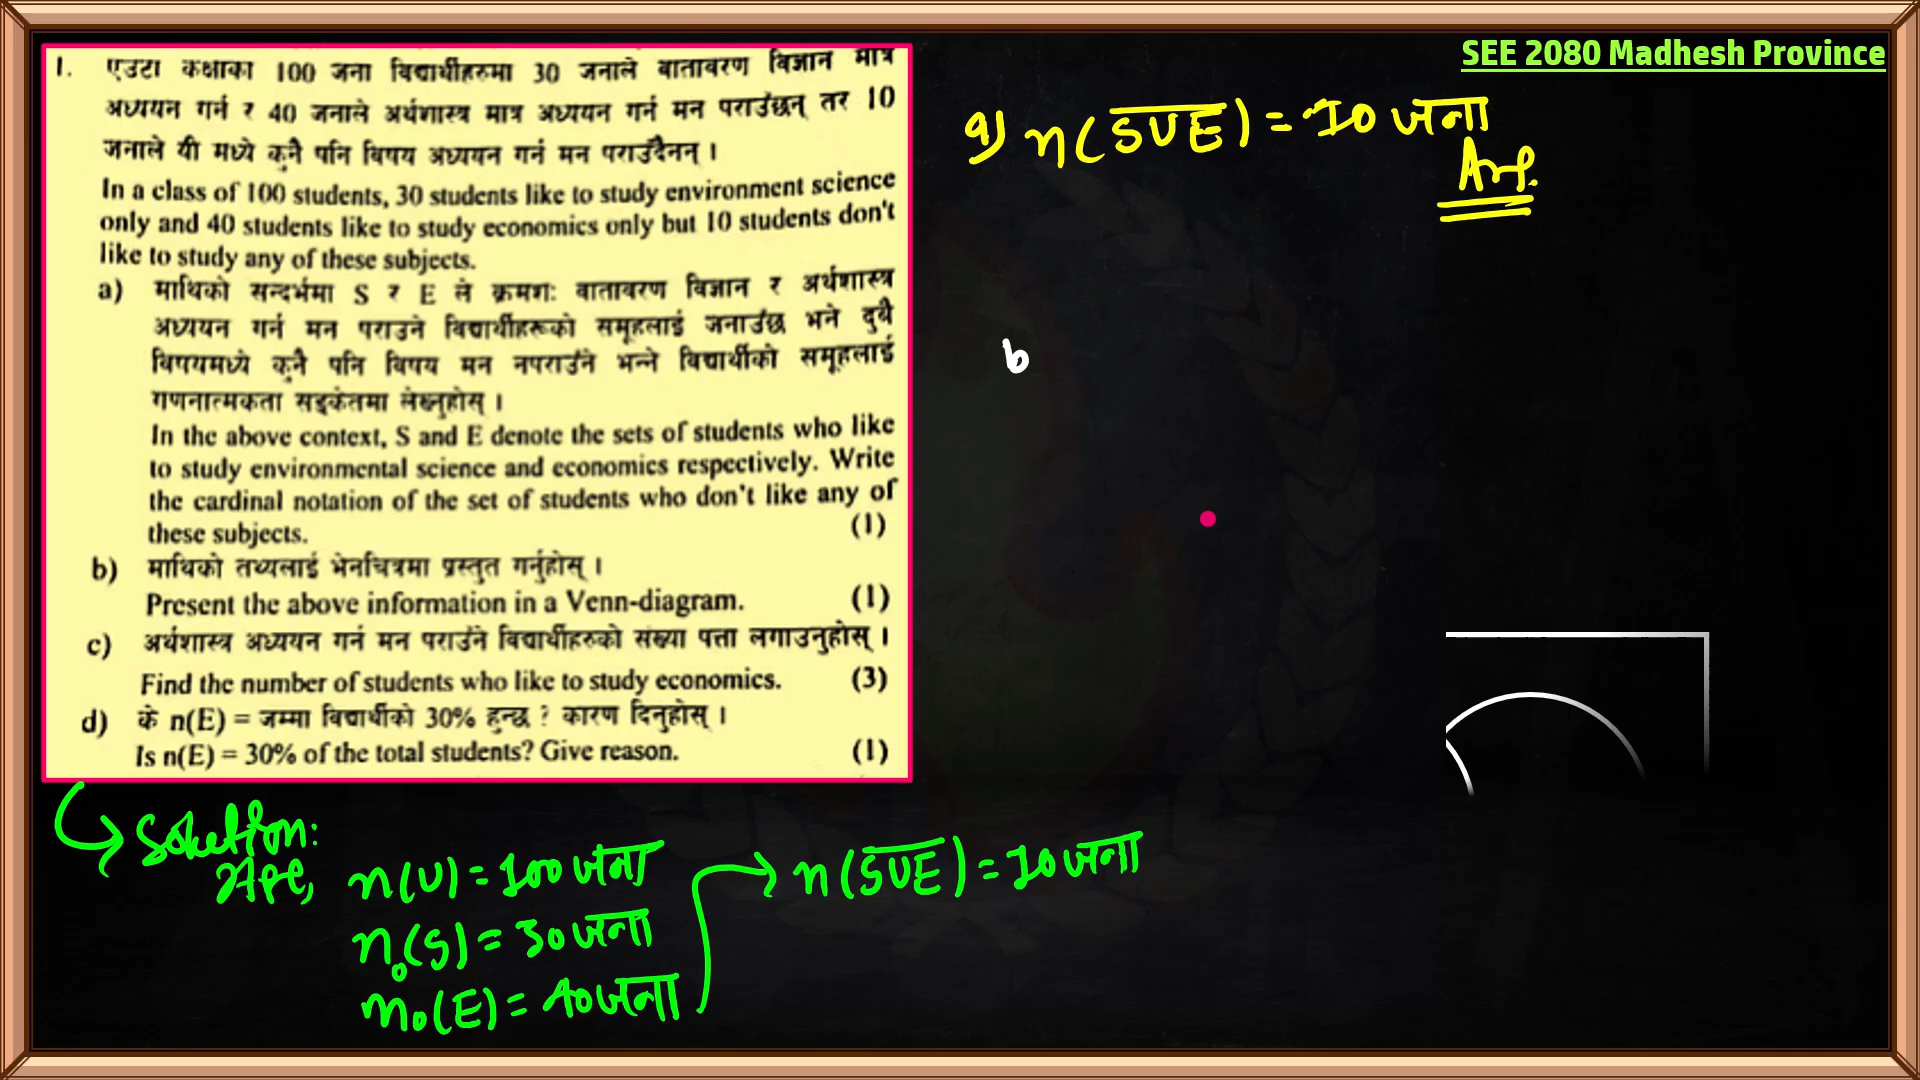 SEE 2080 Madhesh Province
1. एउटा कक्षाका 100 जना विद्यार्थीहरुमा 30 जनाले वातावरण विज्ञान मात्र
अध्ययन गर्न र 40 जनाले अर्थशास्त्र मात्र अध्ययन गर्न मन पराउँछन् तर 10
जनाले यी मध्ये कुनै पनि विषय अध्ययन गर्न मन पराउँदैनन् ।
In a class of 100 students, 30 students like to study environment science
only and 40 students like to study economics only but 10 students don't
like to study any of these subjects.
a) माथिको सन्दर्भमा S र E ले क्रमशः वातावरण विज्ञान र अर्थशास्त्र
अध्ययन गर्न मन पराउने विद्यार्थीहरूको समूहलाई जनाउँछ भने दुवै
विषयमध्ये कुनै पनि विषय मन नपराउँने भन्ने विद्यार्थीको समूहलाई
गणनात्मकता सङ्केतमा लेख्नुहोस् ।
In the above context, S and E denote the sets of students who like
to study environmental science and economics respectively. Write
the cardinal notation of the set of students who don't like any of
these subjects. (1)
b) माथिको तथ्यलाई भेनचित्रमा प्रस्तुत गर्नुहोस् ।
Present the above information in a Venn-diagram. (1)
c) अर्थशास्त्र अध्ययन गर्न मन पराउँने विद्यार्थीहरुको संख्या पत्ता लगाउनुहोस् ।
Find the number of students who like to study economics. (3)
d) के n(E) = जम्मा विद्यार्थीको 30% हुन्छ ? कारण दिनुहोस् ।
Is n(E) = 30% of the total students? Give reason. (1)
a) n(S̅U̅E̅) = 10 जना
Ans.
b
Solution:
Here, n(U) = 100 जना
n₀(S) = 30 जना
n₀(E) = 40 जना
n(S̅U̅E̅) = 10 जना